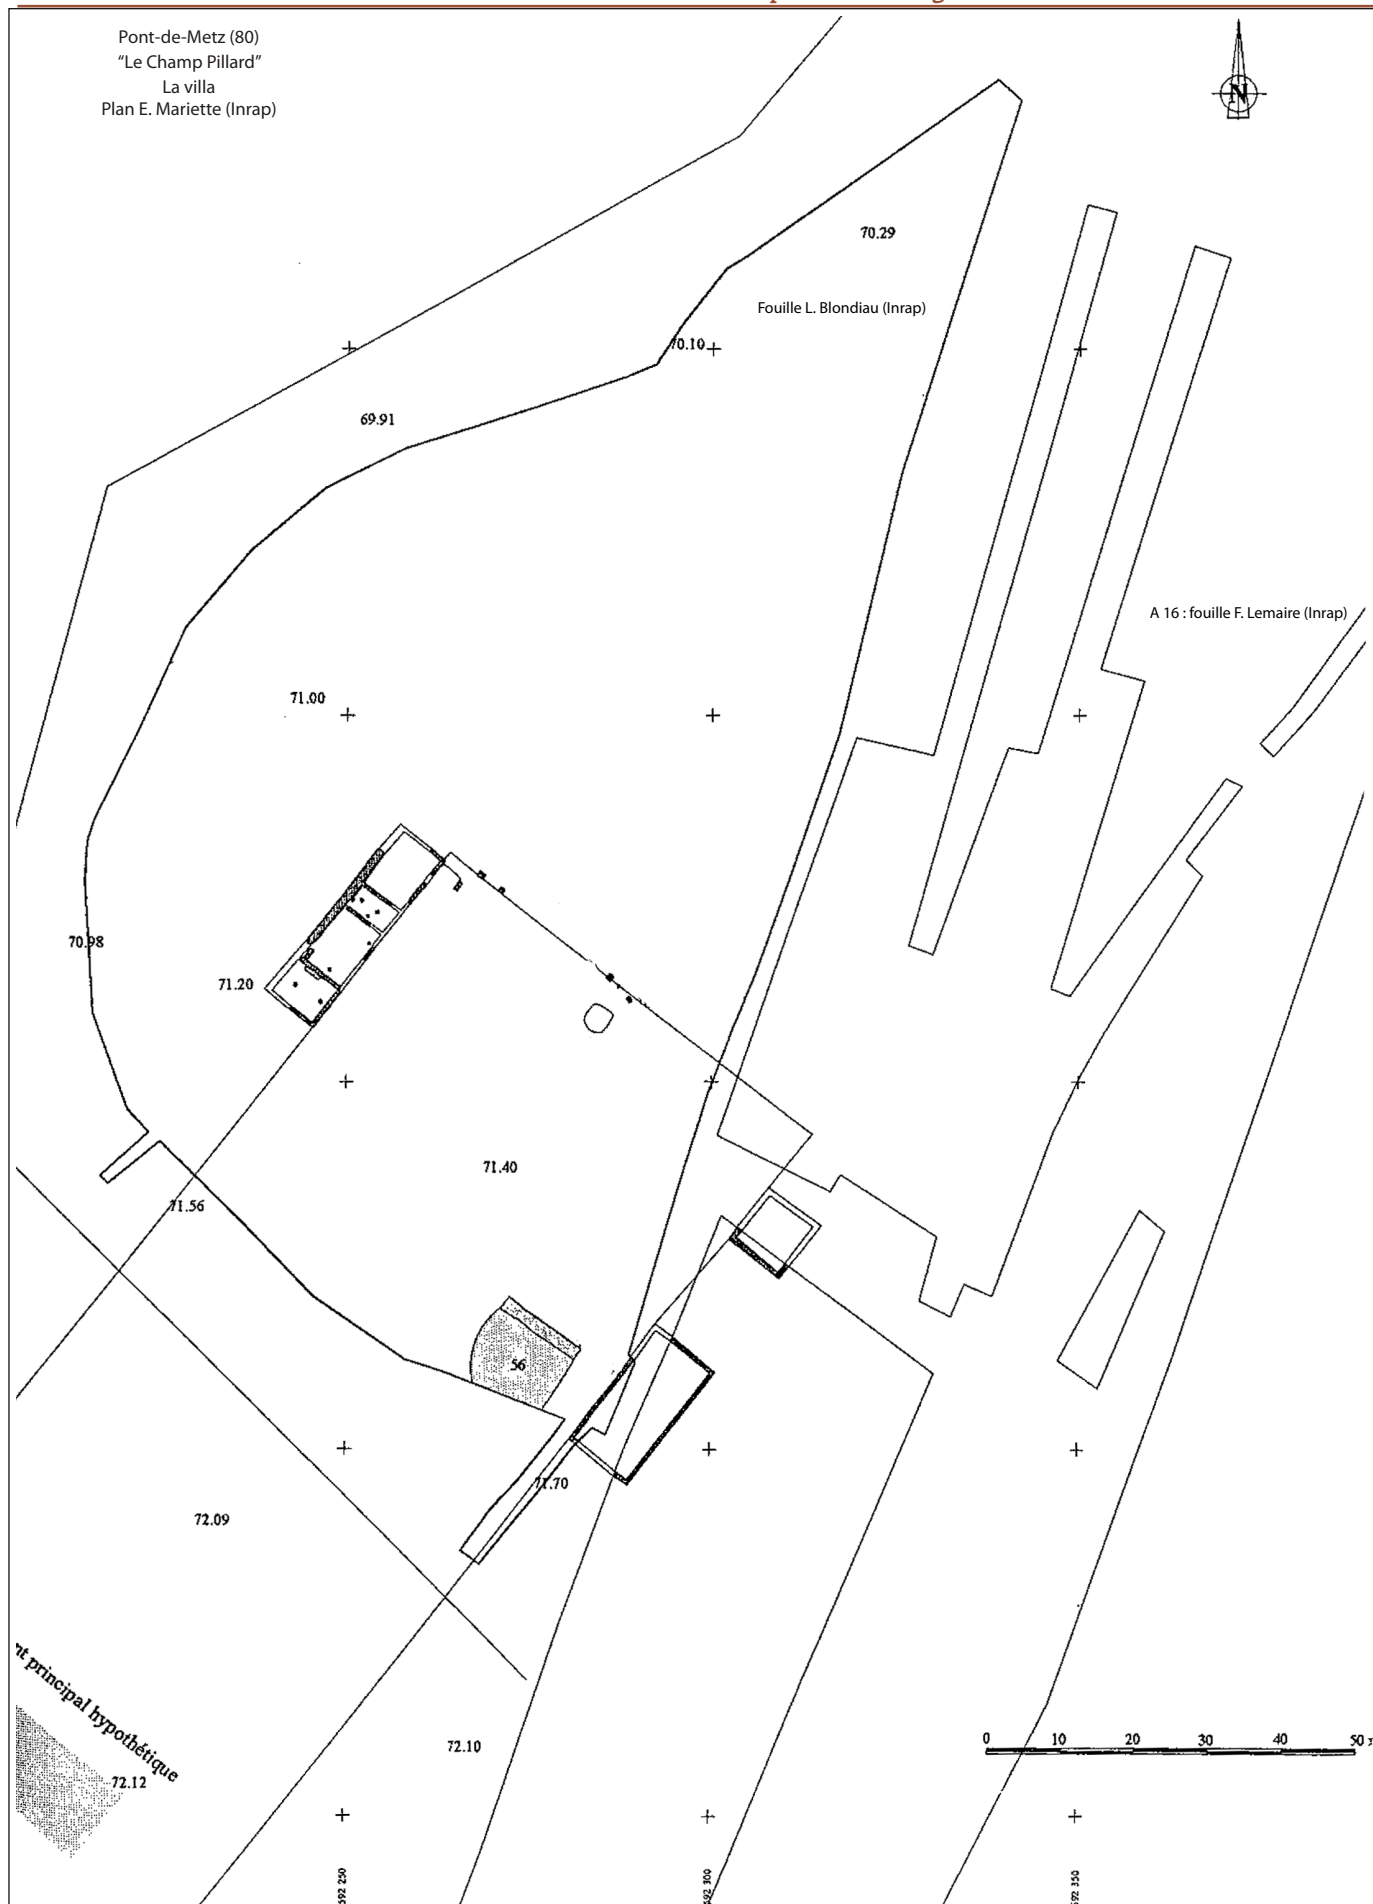 Pont-de-Metz (80)
“Le Champ Pillard”
La villa
Plan E. Mariette (Inrap)
N
70.29
Fouille L. Blondiau (Inrap)
70.10
69.91
A 16 : fouille F. Lemaire (Inrap)
71.00
70.98
71.20
71.40
71.56
56
71.70
72.09
nt principal hypothétique
72.10
72.12
0 10 20 30 40 50
592 250
592 300
592 350